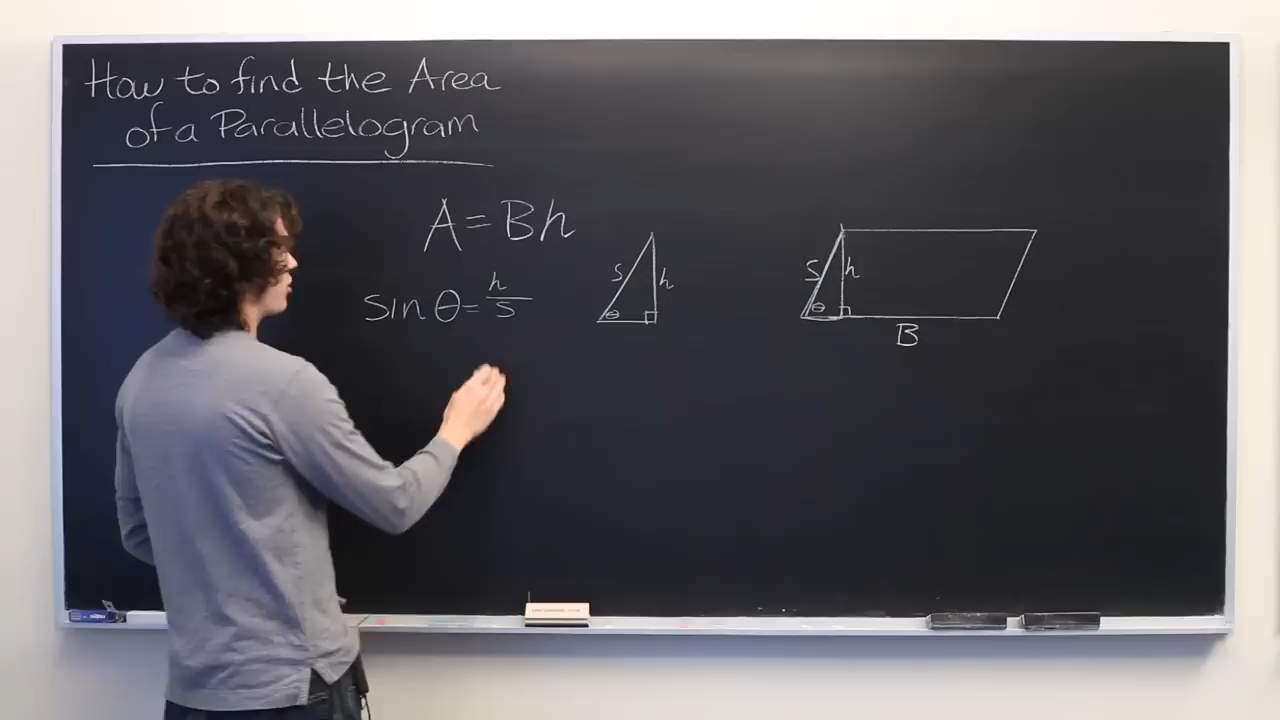 How to find the Area
of a Parallelogram
A = Bh
sin θ = h/s
s h
θ
s h
θ
B